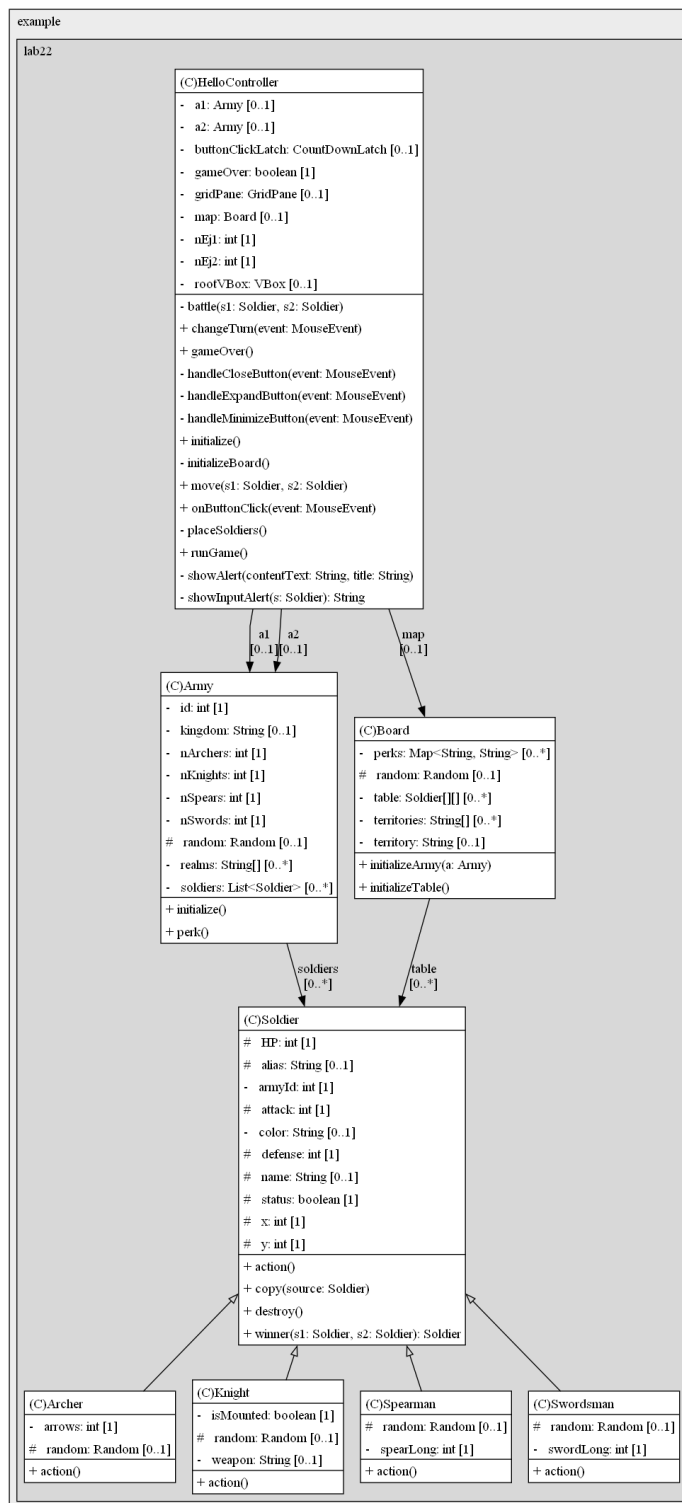 example
lab22
(C)HelloController
- a1: Army [0..1]
- a2: Army [0..1]
- buttonClickLatch: CountDownLatch [0..1]
- gameOver: boolean [1]
- gridPane: GridPane [0..1]
- map: Board [0..1]
- nEj1: int [1]
- nEj2: int [1]
- rootVBox: VBox [0..1]
- battle(s1: Soldier, s2: Soldier)
+ changeTurn(event: MouseEvent)
+ gameOver()
- handleCloseButton(event: MouseEvent)
- handleExpandButton(event: MouseEvent)
- handleMinimizeButton(event: MouseEvent)
+ initialize()
- initializeBoard()
+ move(s1: Soldier, s2: Soldier)
+ onButtonClick(event: MouseEvent)
- placeSoldiers()
+ runGame()
- showAlert(contentText: String, title: String)
- showInputAlert(s: Soldier): String
a1
[0..1]
a2
[0..1]
map
[0..1]
(C)Army
- id: int [1]
- kingdom: String [0..1]
- nArchers: int [1]
- nKnights: int [1]
- nSpears: int [1]
- nSwords: int [1]
# random: Random [0..1]
- realms: String[] [0..*]
- soldiers: List<Soldier> [0..*]
+ initialize()
+ perk()
(C)Board
- perks: Map<String, String> [0..*]
# random: Random [0..1]
- table: Soldier[][] [0..*]
- territories: String[] [0..*]
- territory: String [0..1]
+ initializeArmy(a: Army)
+ initializeTable()
soldiers
[0..*]
table
[0..*]
(C)Soldier
# HP: int [1]
# alias: String [0..1]
- armyId: int [1]
# attack: int [1]
- color: String [0..1]
# defense: int [1]
# name: String [0..1]
# status: boolean [1]
# x: int [1]
# y: int [1]
+ action()
+ copy(source: Soldier)
+ destroy()
+ winner(s1: Soldier, s2: Soldier): Soldier
(C)Archer
- arrows: int [1]
# random: Random [0..1]
+ action()
(C)Knight
- isMounted: boolean [1]
# random: Random [0..1]
- weapon: String [0..1]
+ action()
(C)Spearman
# random: Random [0..1]
- spearLong: int [1]
+ action()
(C)Swordsman
# random: Random [0..1]
- swordLong: int [1]
+ action()